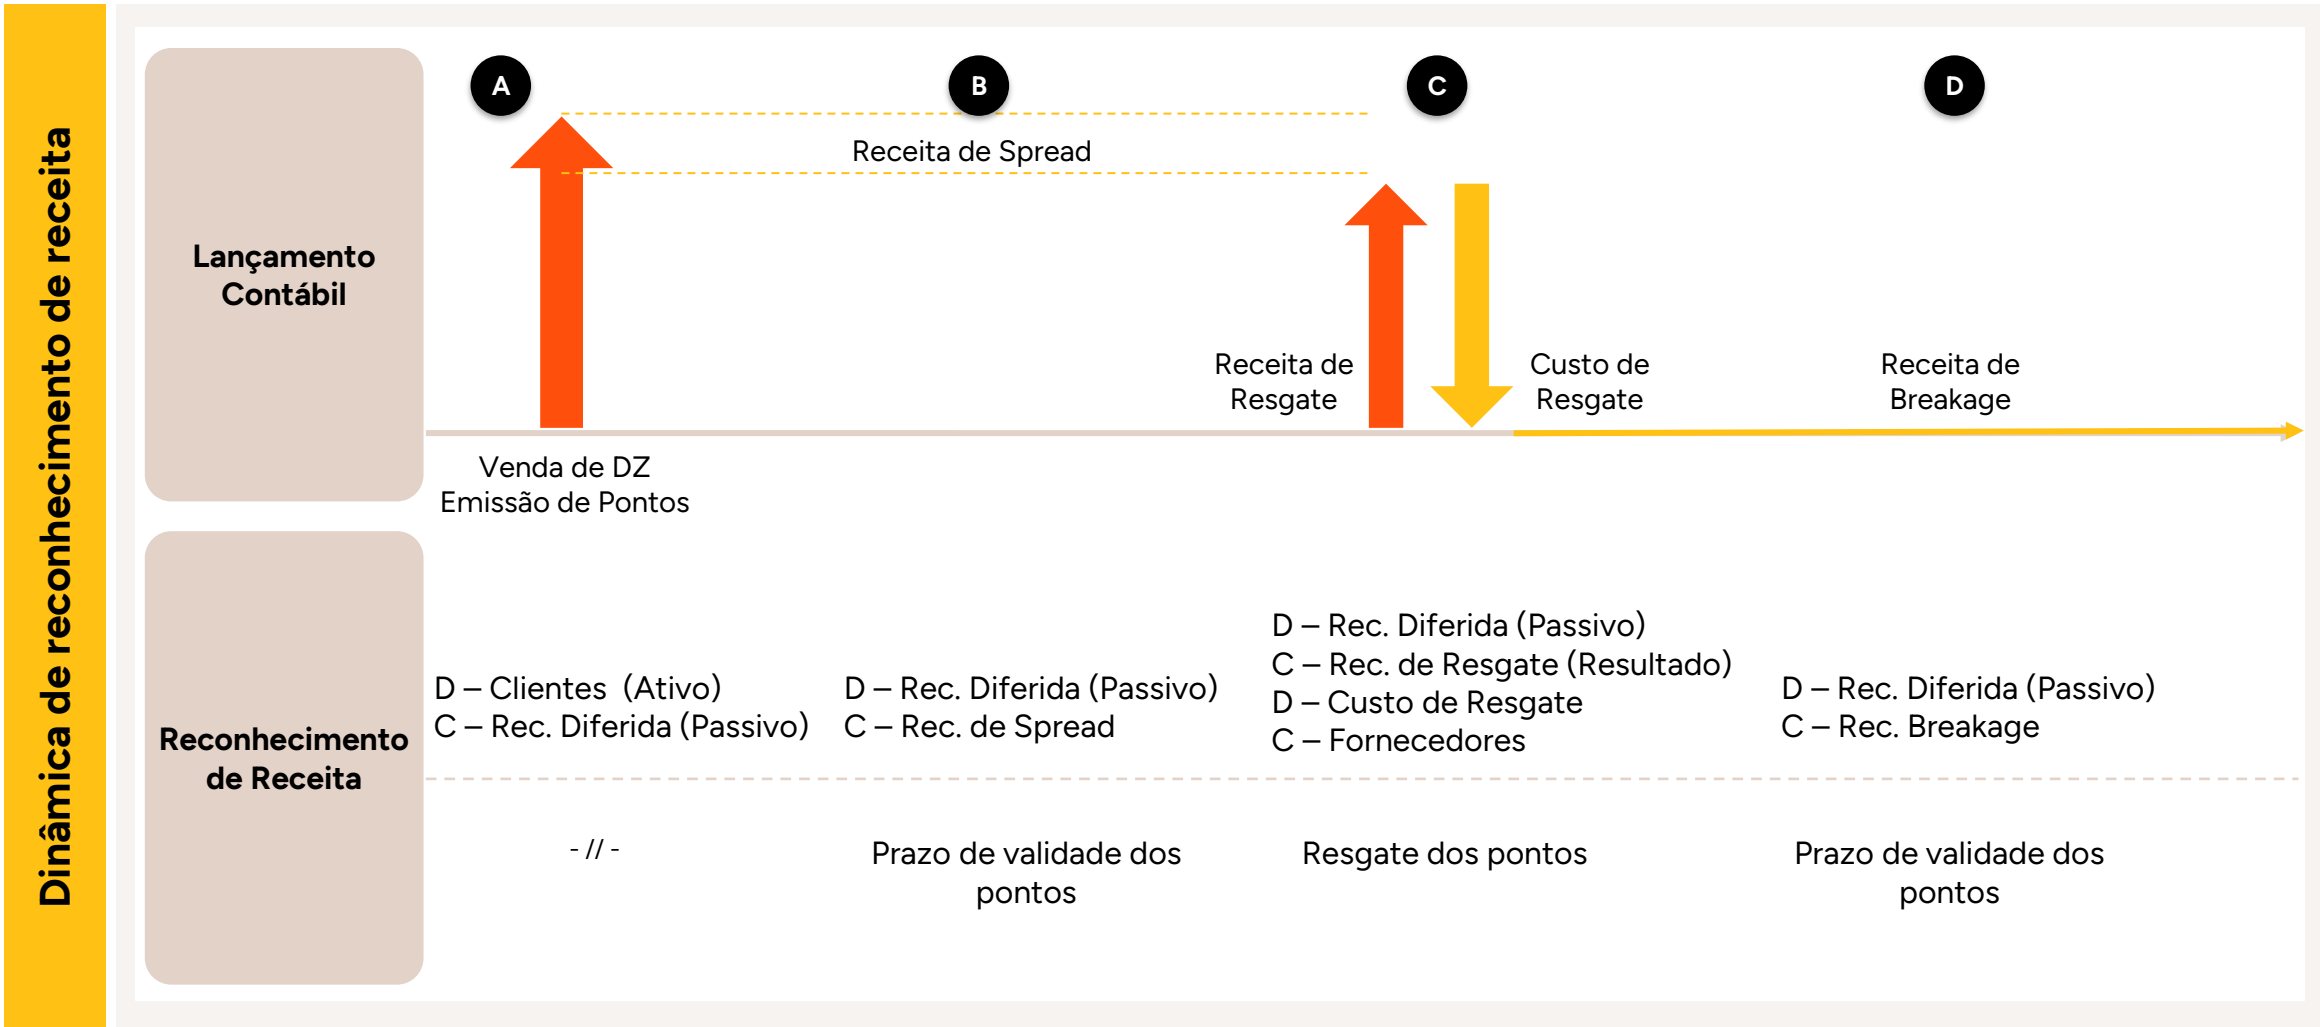 Dinâmica de reconhecimento de receita
Lançamento
Contábil
A
B
C
D
Receita de Spread
Receita de
Resgate
Custo de
Resgate
Receita de
Breakage
Venda de DZ
Emissão de Pontos
Reconhecimento
de Receita
D – Clientes  (Ativo)
C – Rec. Diferida (Passivo)
D – Rec. Diferida (Passivo)
C – Rec. de Spread
D – Rec. Diferida (Passivo)
C – Rec. de Resgate (Resultado)
D – Custo de Resgate
C – Fornecedores
D – Rec. Diferida (Passivo)
C – Rec. Breakage
- // -
Prazo de validade dos
pontos
Resgate dos pontos
Prazo de validade dos
pontos